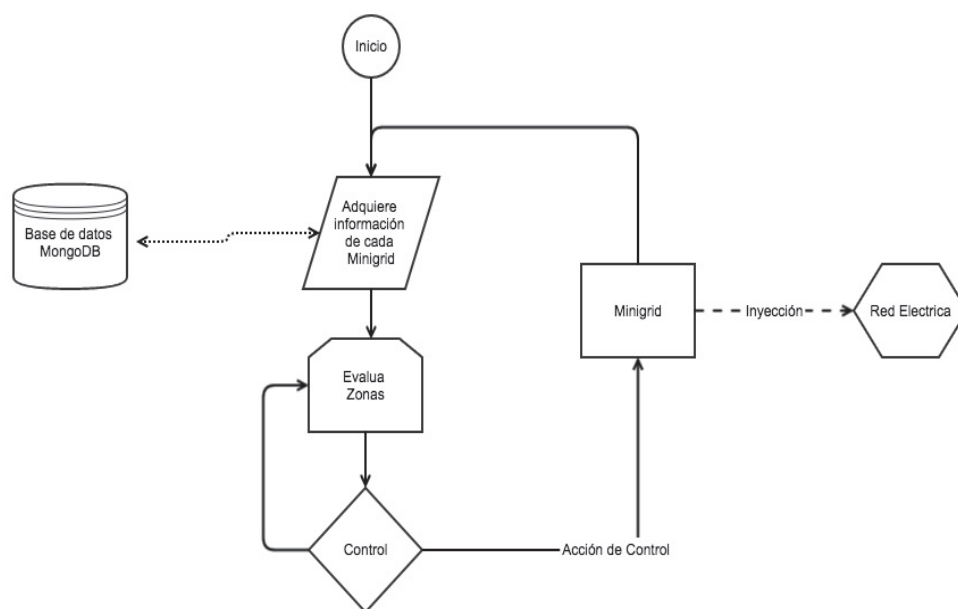 Inicio
Base de datos
MongoDB
Adquiere
información
de cada
Minigrid
Minigrid
Inyección
Red Electrica
Evalua
Zonas
Control
Acción de Control